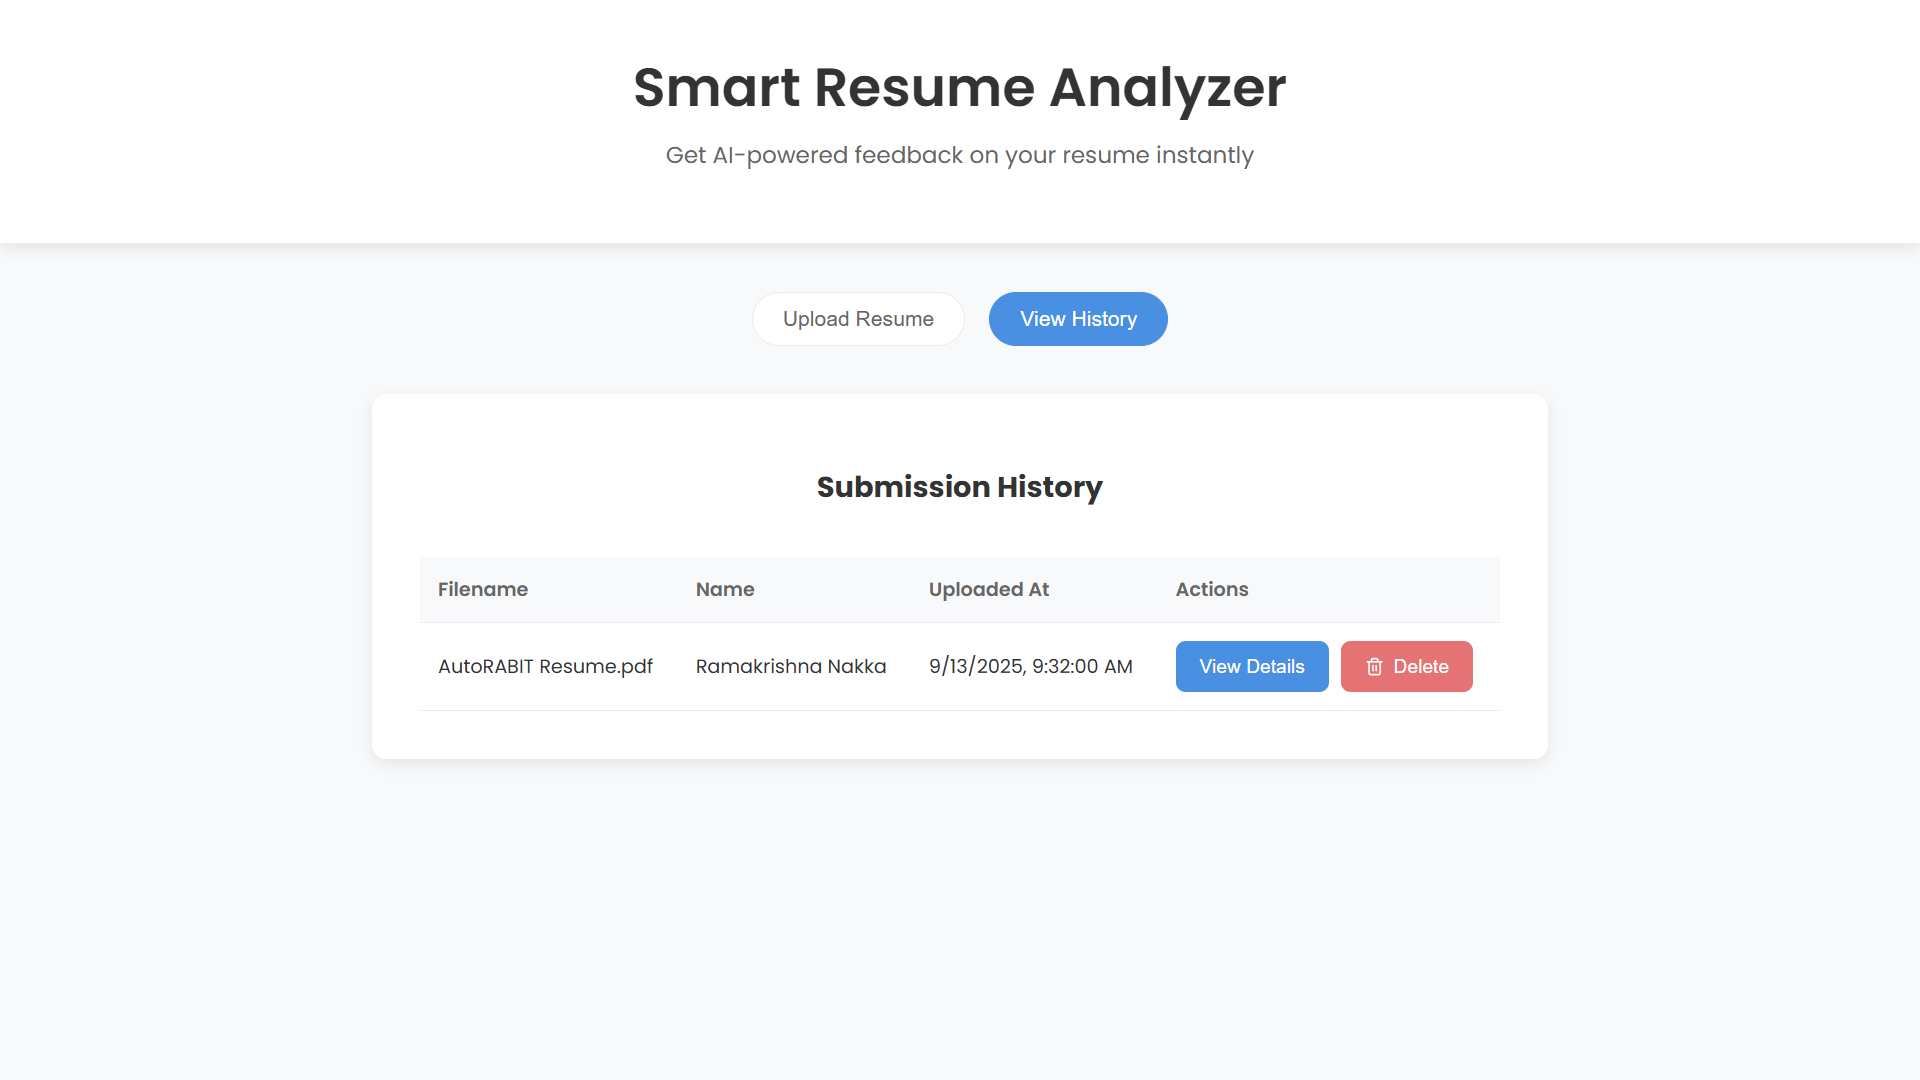 Smart Resume Analyzer
Get AI-powered feedback on your resume instantly
Upload Resume View History
Submission History
Filename Name Uploaded At Actions
AutoRABIT Resume.pdf Ramakrishna Nakka 9/13/2025, 9:32:00 AM View Details Delete